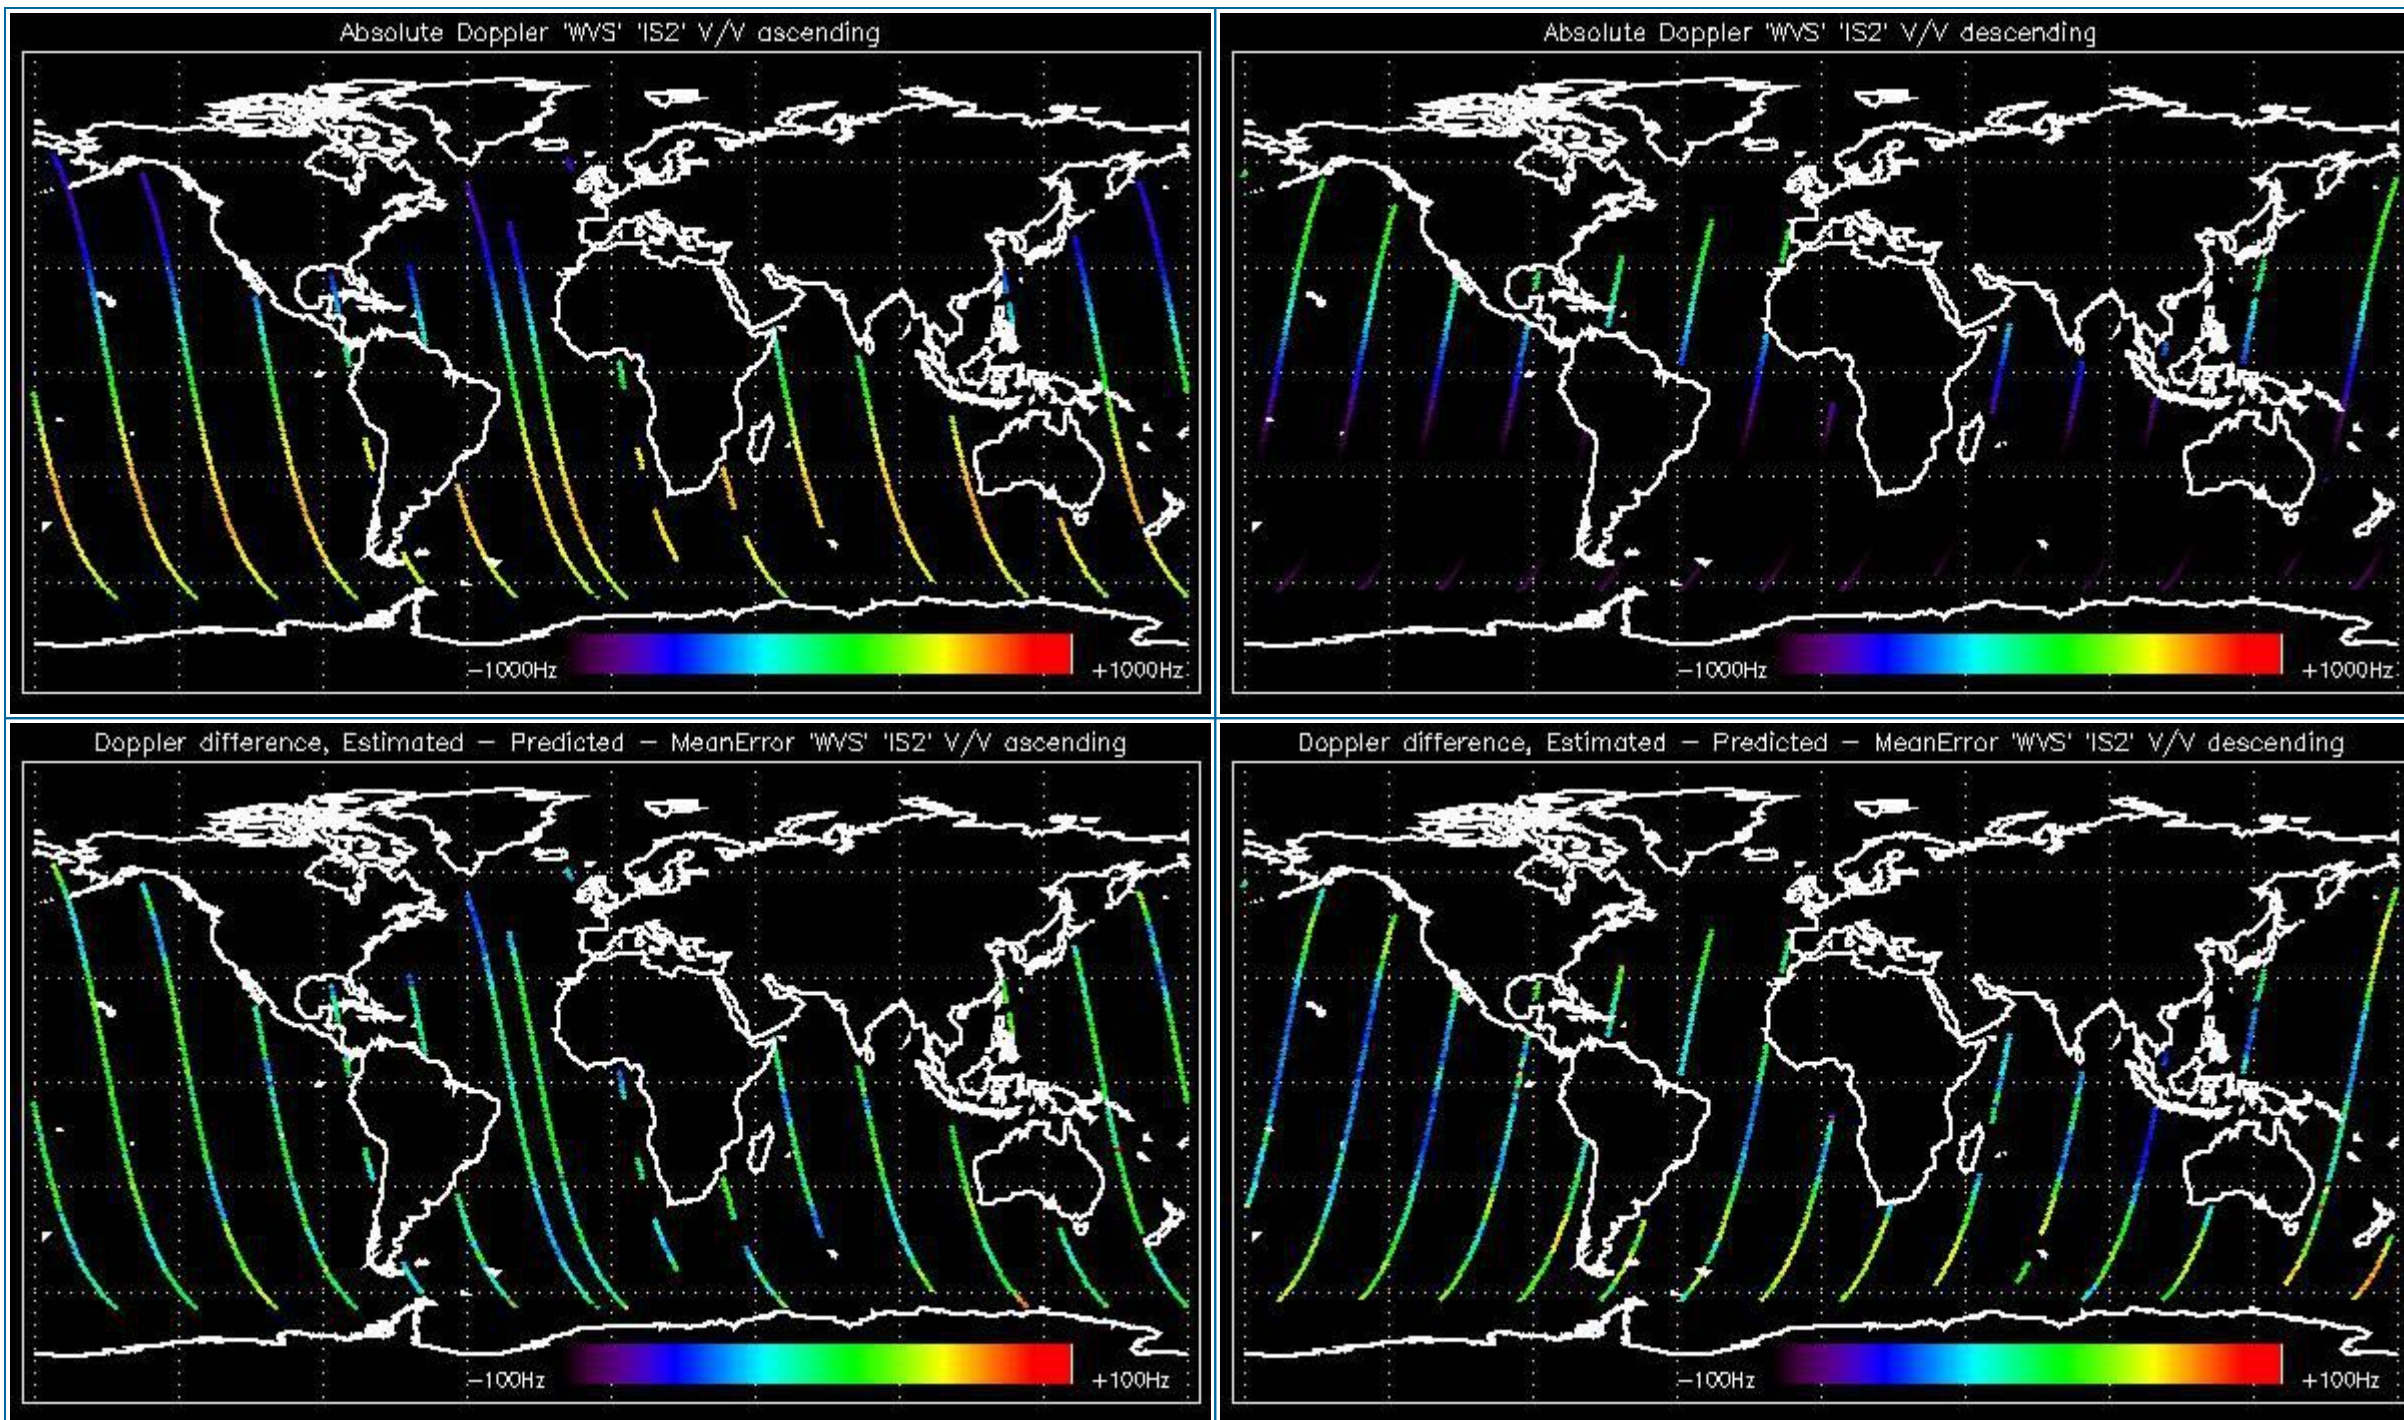 Absolute Doppler 'WVS' 'IS2' V/V ascending
-1000Hz
+1000Hz
Absolute Doppler 'WVS' 'IS2' V/V descending
-1000Hz
+1000Hz
Doppler difference, Estimated - Predicted - MeanError 'WVS' 'IS2' V/V ascending
-100Hz
+100Hz
Doppler difference, Estimated - Predicted - MeanError 'WVS' 'IS2' V/V descending
-100Hz
+100Hz